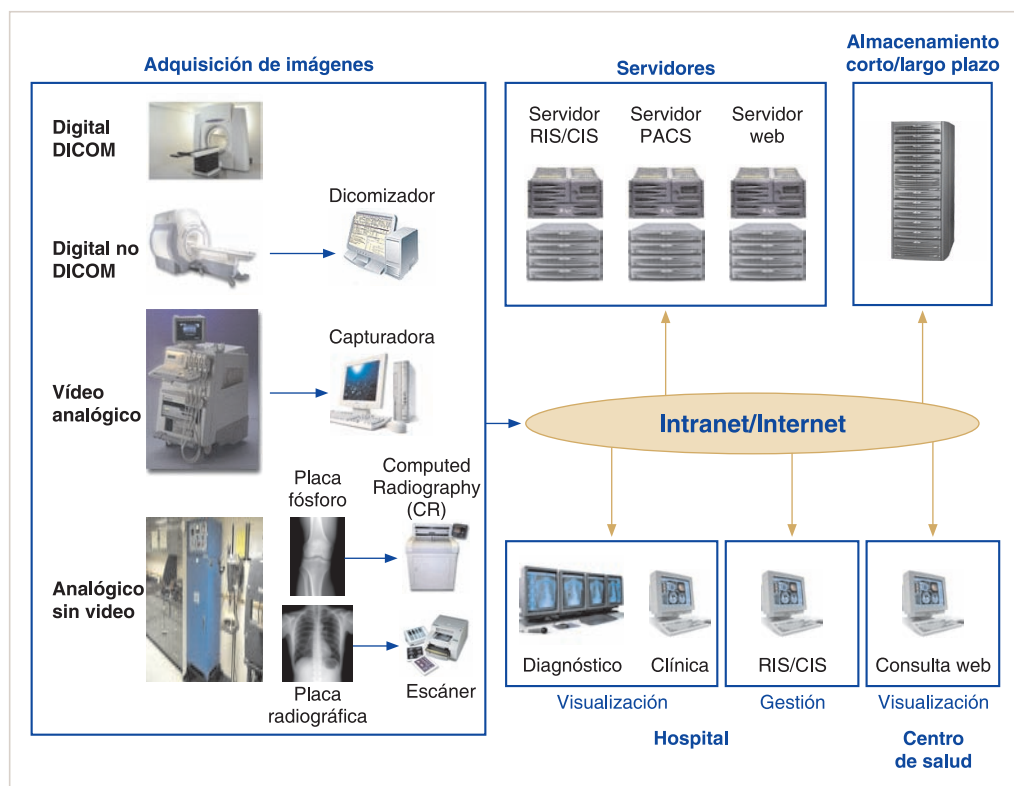 Adquisición de imágenes
Digital
DICOM
Digital no
DICOM
Dicomizador
Vídeo
analógico
Capturadora
Analógico
sin video
Placa
fósforo
Computed
Radiography
(CR)
Placa
radiográfica
Escáner
Servidores
Servidor
RIS/CIS
Servidor
PACS
Servidor
web
Almacenamiento
corto/largo plazo
Intranet/Internet
Diagnóstico
Clínica
Visualización
RIS/CIS
Gestión
Hospital
Consulta web
Visualización
Centro
de salud